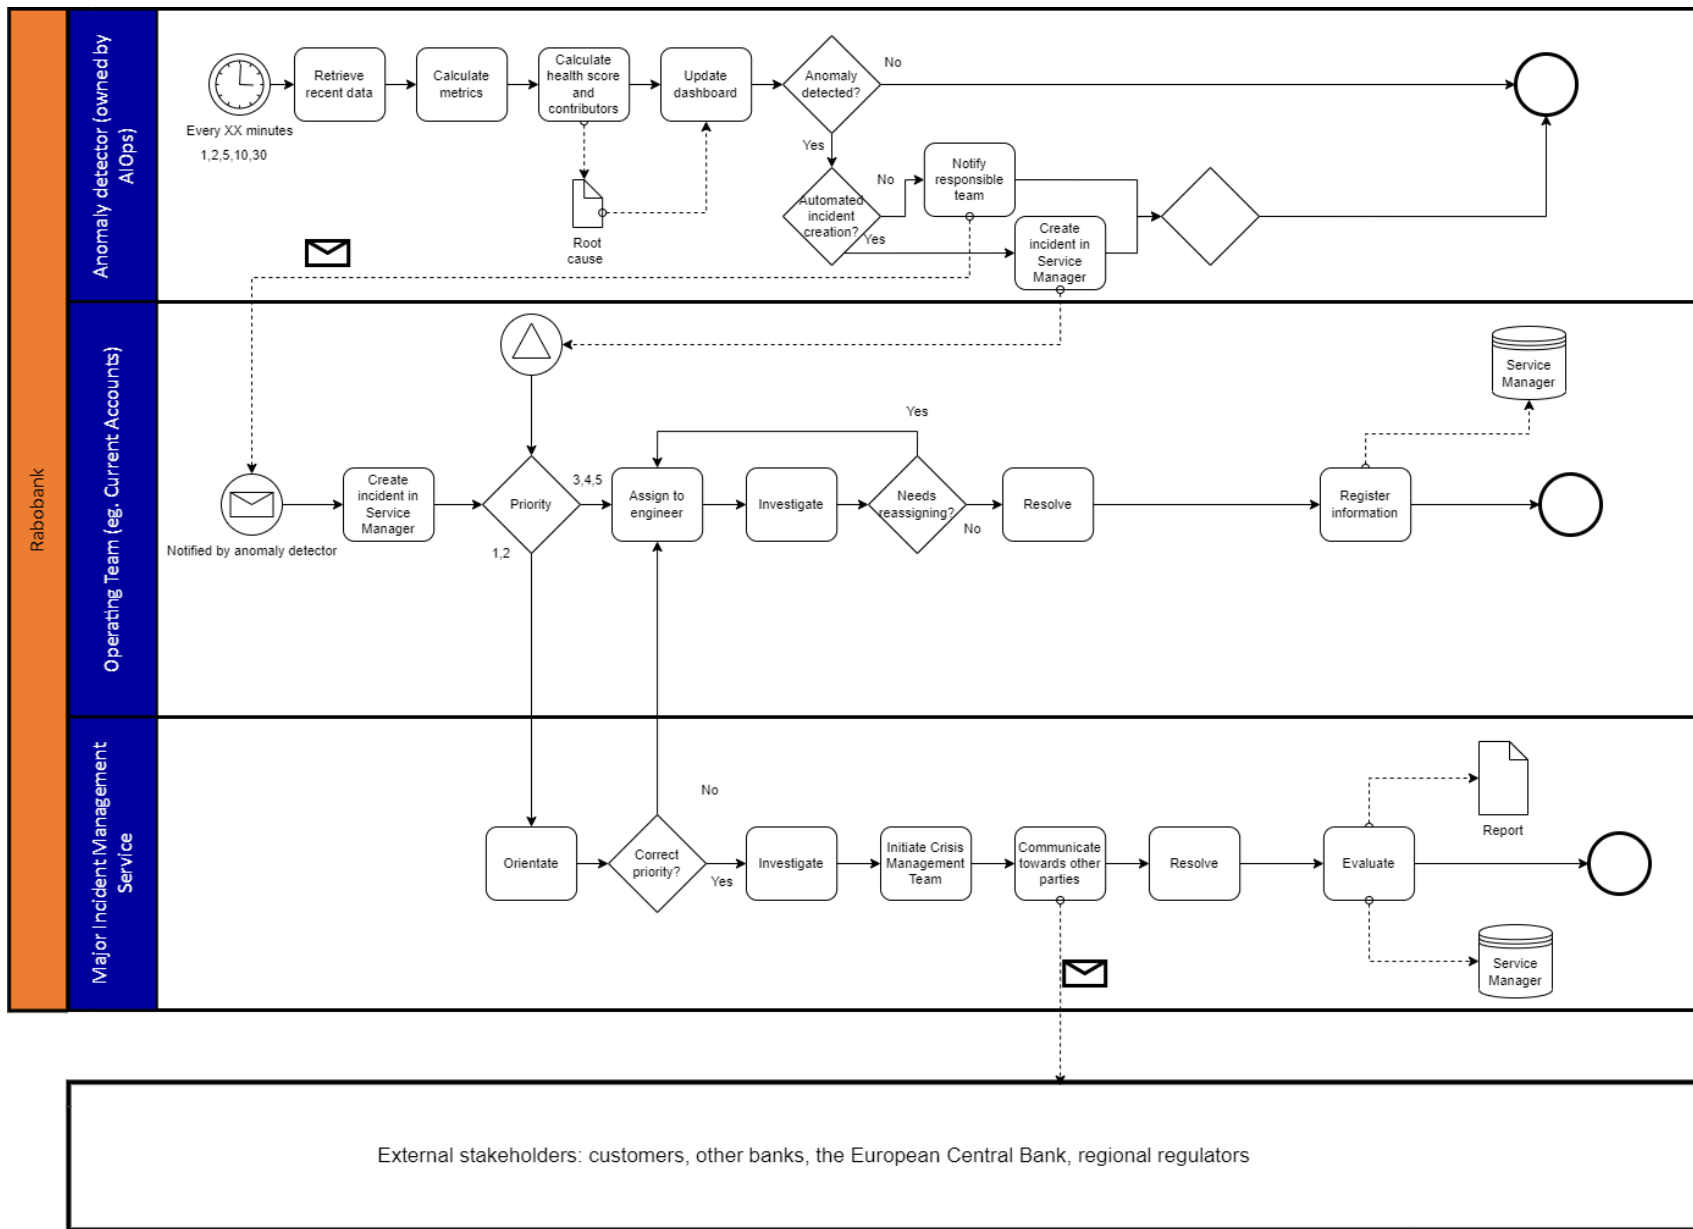 Rabobank
Anomaly detector (owned by
AIOps)
Every XX minutes
1,2,5,10,30
Retrieve
recent data
Calculate
metrics
Calculate
health score
and
contributors
Update
dashboard
Anomaly
detected?
No
Yes
Root
cause
Automated
incident
creation?
No
Yes
Notify
responsible
team
Create
incident in
Service
Manager
Operating Team (eg. Current Accounts)
Notified by anomaly detector
Create
incident in
Service
Manager
Priority
3,4,5
1,2
Assign to
engineer
Investigate
Needs
reassigning?
Yes
No
Resolve
Register
information
Service
Manager
Major Incident Management
Service
Orientate
Correct
priority?
No
Yes
Investigate
Initiate Crisis
Management
Team
Communicate
towards other
parties
Resolve
Evaluate
Report
Service
Manager
External stakeholders: customers, other banks, the European Central Bank, regional regulators